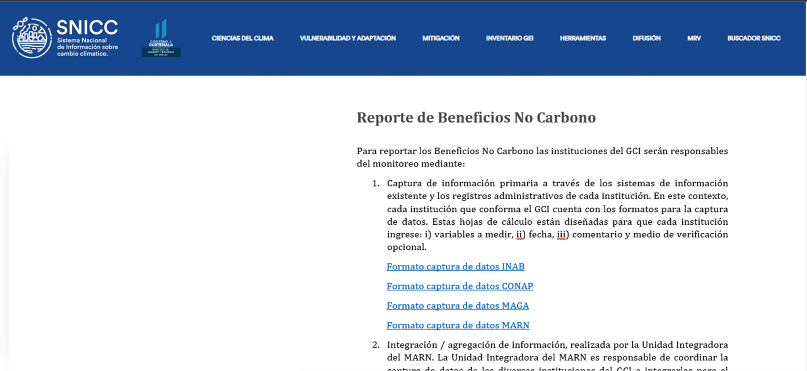 SNICC
Sistema Nacional
de Información sobre
cambio climatico.
GUATEMALA
CIENCIAS DEL CLIMA
VULNERABILIDAD Y ADAPTACIÓN
MITIGACIÓN
INVENTARIO GEI
HERRAMIENTAS
DIFUSIÓN
MRV
BUSCADOR SNICC
Reporte de Beneficios No Carbono
Para reportar los Beneficios No Carbono las instituciones del GCI serán responsables
del monitoreo mediante:
1. Captura de información primaria a través de los sistemas de información
existente y los registros administrativos de cada institución. En este contexto,
cada institución que conforma el GCI cuenta con los formatos para la captura
de datos. Estas hojas de cálculo están diseñadas para que cada institución
ingrese: i) variables a medir, ii) fecha, iii) comentario y medio de verificación
opcional.
Formato captura de datos INAB
Formato captura de datos CONAP
Formato captura de datos MAGA
Formato captura de datos MARN
2. Integración / agregación de información, realizada por la Unidad Integradora
del MARN. La Unidad Integradora del MARN es responsable de coordinar la
captura de datos de las diversas instituciones del GCI e integrarlas para el